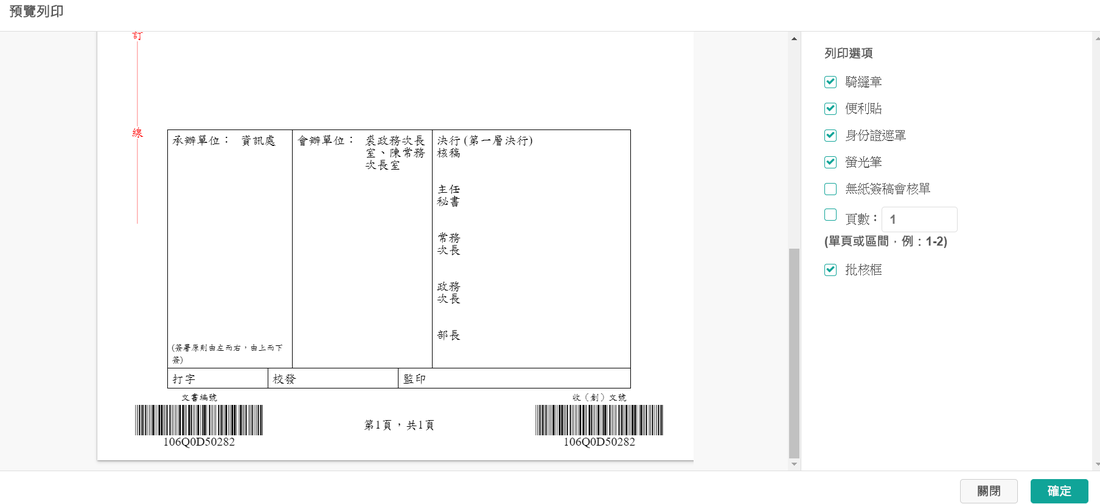 預覽列印
訂
線
承辦單位： 資訊處
會辦單位： 裘政務次長
室、陳常務
次長室
決行(第一層決行)
核稿
主任
秘書
常務
次長
政務
次長
部長
(簽署原則由左而右，由上而下
簽)
打字
校發
監印
文書編號
106Q0D50282
第1頁，共1頁
收（創）文號
106Q0D50282
列印選項
騎縫章
便利貼
身份證遮罩
螢光筆
無紙簽稿會核單
頁數： 1
(單頁或區間，例：1-2)
批核框
關閉
確定